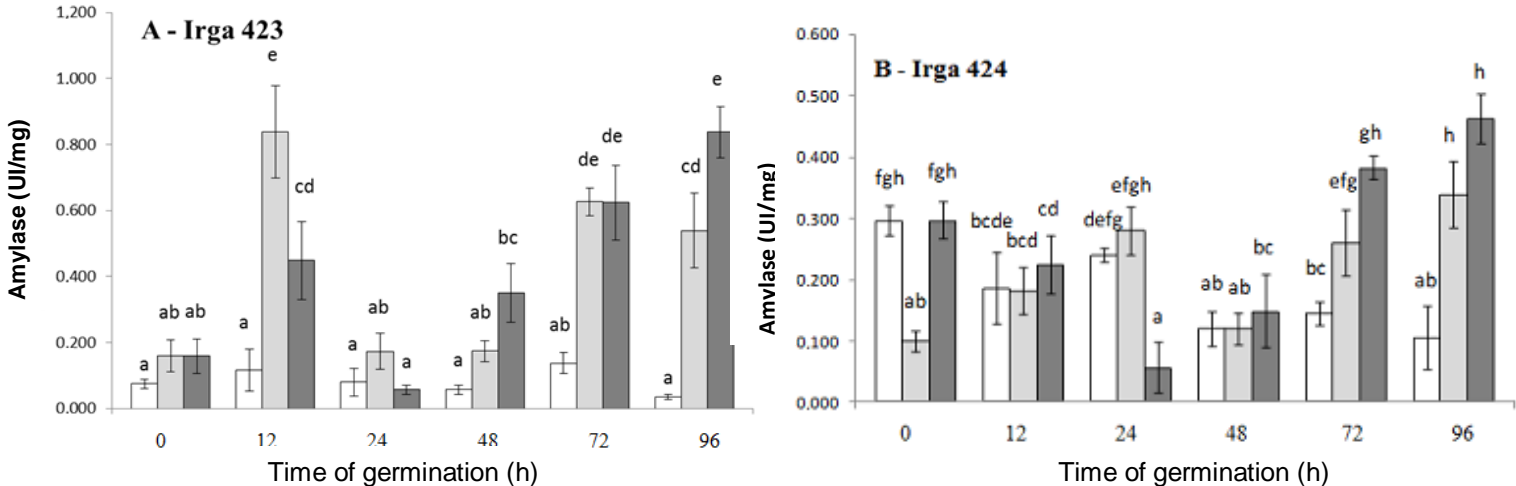 A - Irga 423
Amylase (UI/mg)
1.200
1.000
0.800
0.600
0.400
0.200
0.000
a ab ab
a e cd
a ab a
a ab bc
ab de de
a cd e
0 12 24 48 72 96
Time of germination (h)
B - Irga 424
Amylase (UI/mg)
0.600
0.500
0.400
0.300
0.200
0.100
0.000
fgh ab fgh
bcde bcd cd
defg efgh a
ab ab bc
bc efg gh
ab h h
0 12 24 48 72 96
Time of germination (h)